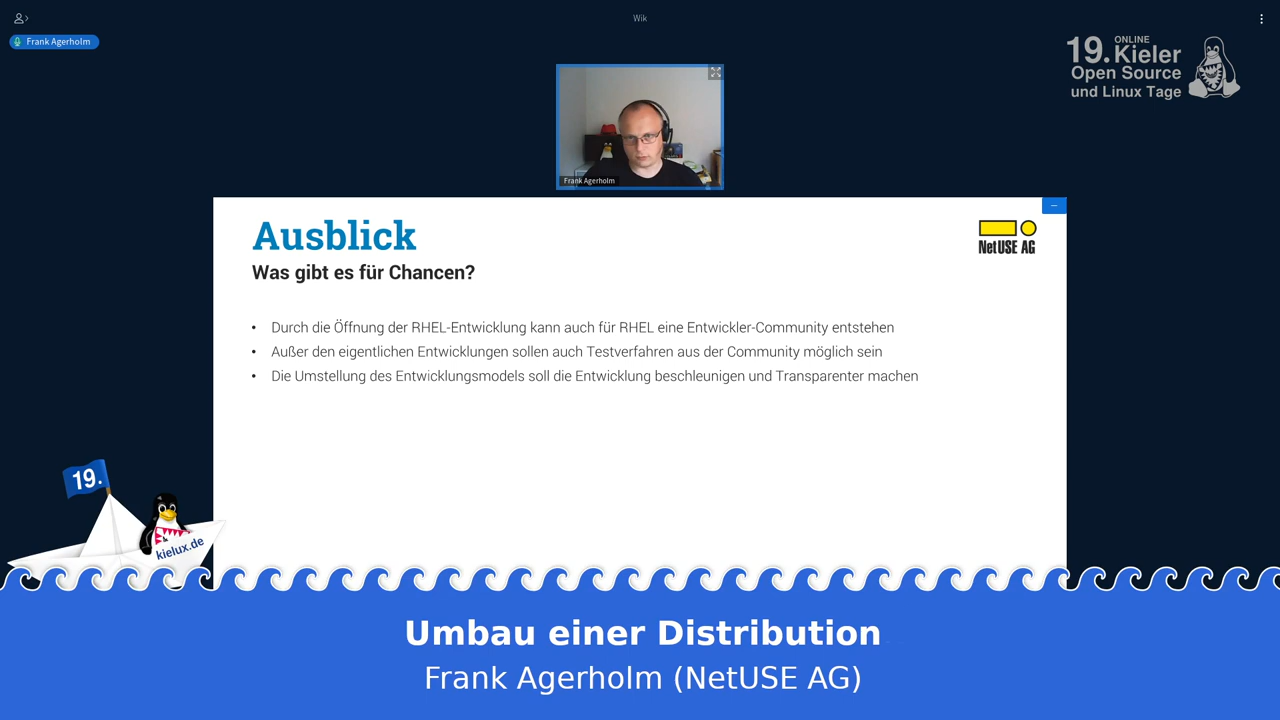 Wik
Frank Agerholm
19. ONLINE Kieler
Open Source
und Linux Tage
Frank Agerholm
Ausblick
NetUSE AG
Was gibt es für Chancen?
• Durch die Öffnung der RHEL-Entwicklung kann auch für RHEL eine Entwickler-Community entstehen
• Außer den eigentlichen Entwicklungen sollen auch Testverfahren aus der Community möglich sein
• Die Umstellung des Entwicklungsmodels soll die Entwicklung beschleunigen und Transparenter machen
19.
kielux.de
Umbau einer Distribution
Frank Agerholm (NetUSE AG)